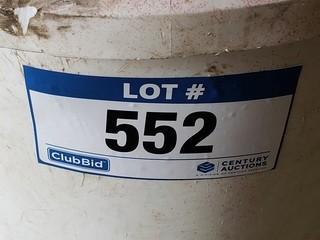 LOT #
552
ClubBid
CENTURY
AUCTIONS